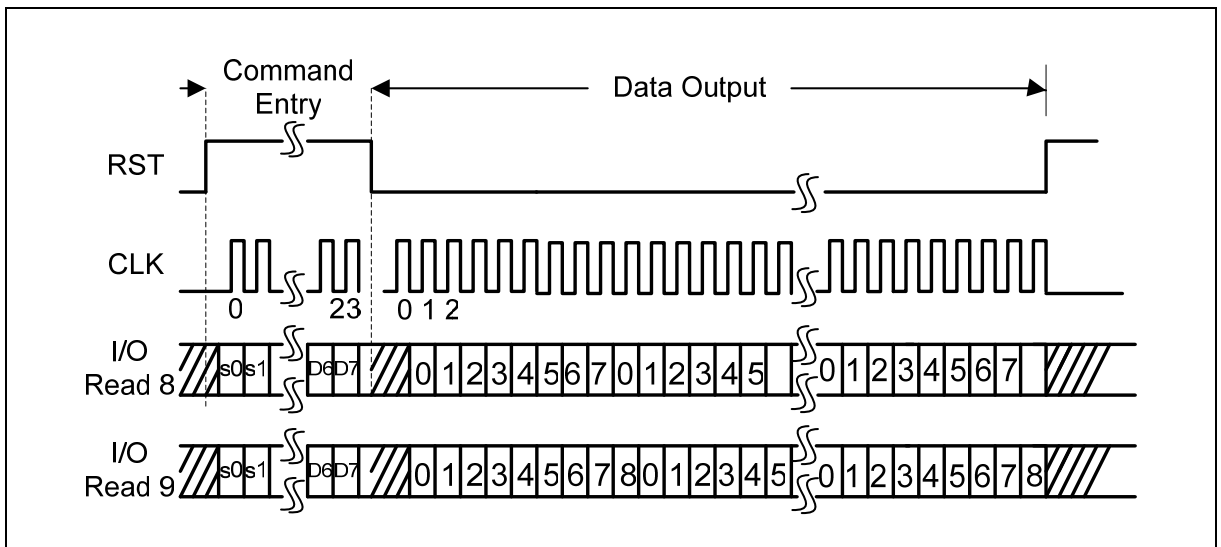 Command
Entry
Data Output
RST
CLK
0 23 0 1 2
I/O
Read 8
s0 s1 D6 D7 0 1 2 3 4 5 6 7 0 1 2 3 4 5 0 1 2 3 4 5 6 7
I/O
Read 9
s0 s1 D6 D7 0 1 2 3 4 5 6 7 8 0 1 2 3 4 5 0 1 2 3 4 5 6 7 8